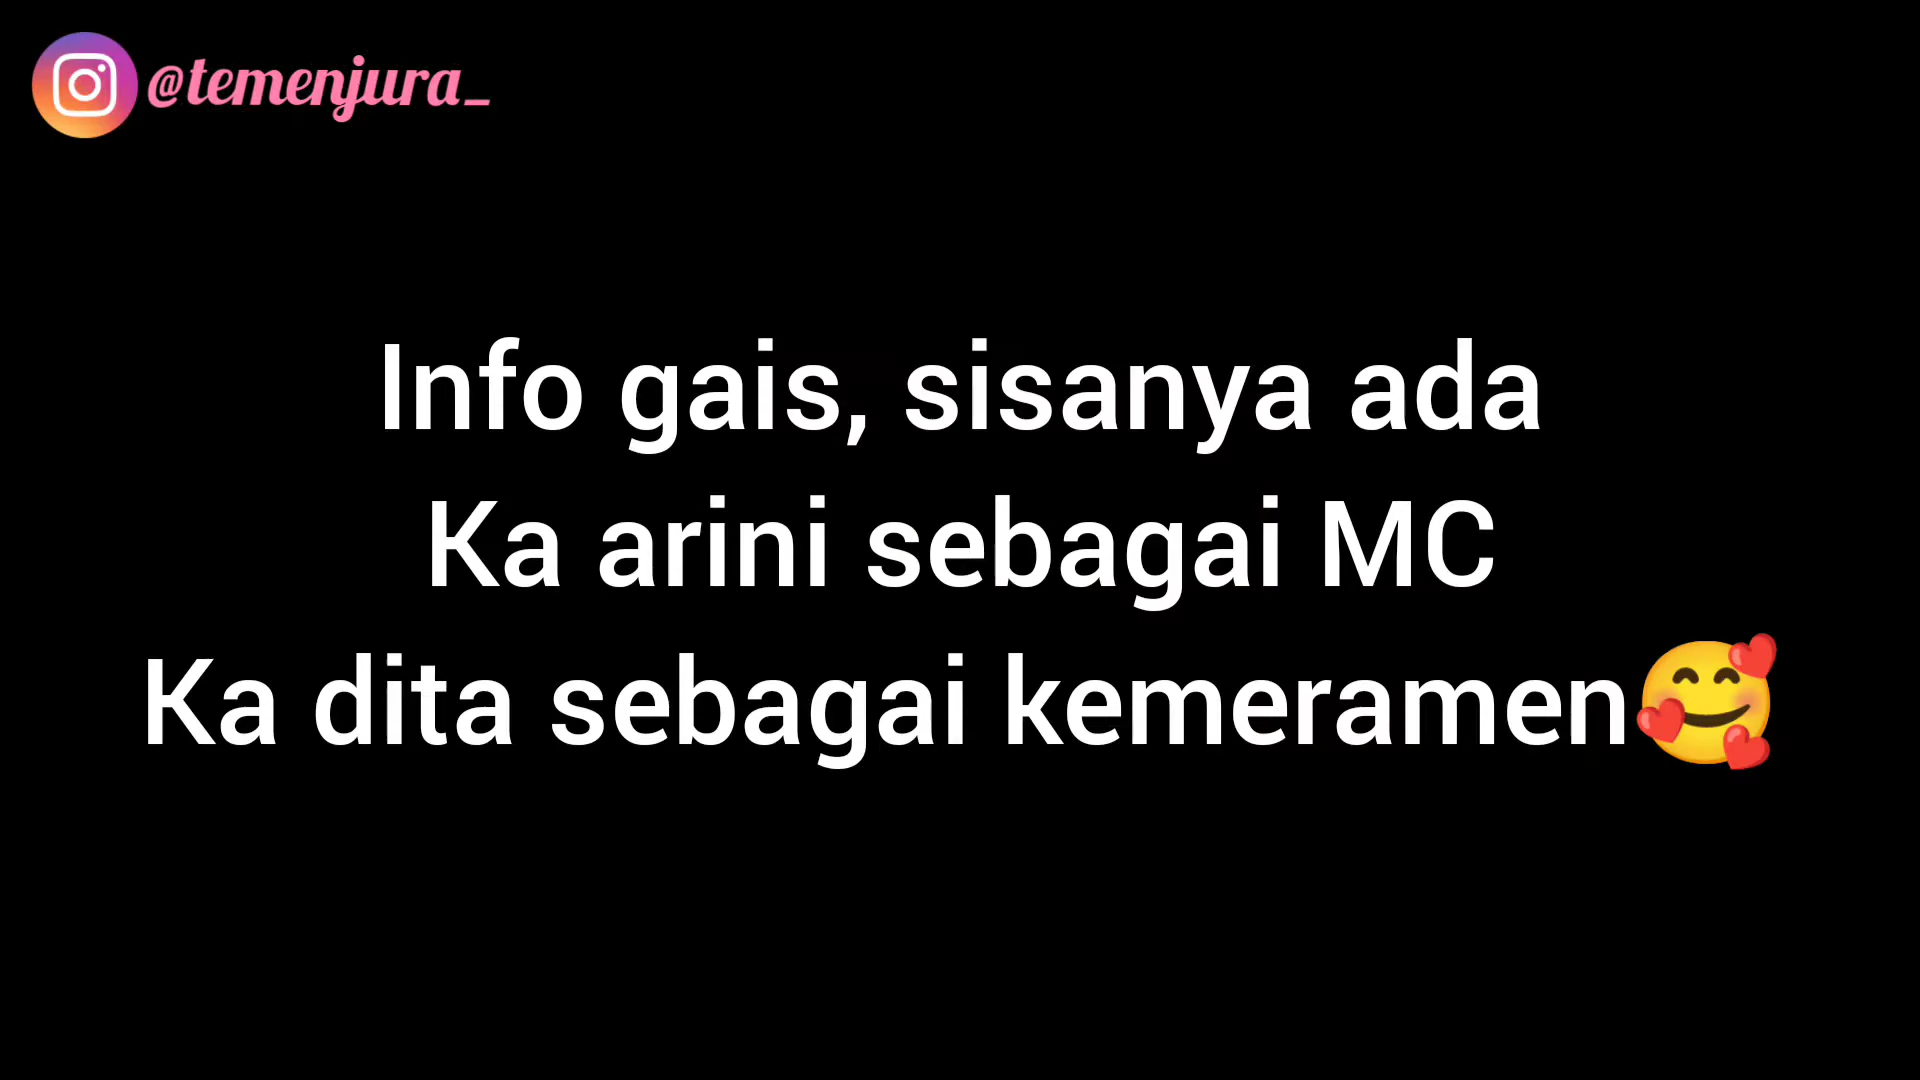 @temenjura_
Info gais, sisanya ada
Ka arini sebagai MC
Ka dita sebagai kemeramen🥰